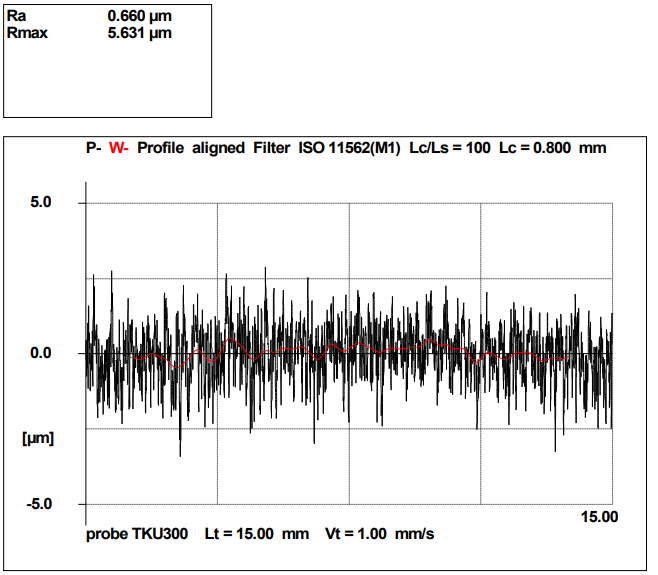 Ra 0.660 µm
Rmax 5.631 µm
P- W- Profile aligned Filter ISO 11562(M1) Lc/Ls = 100 Lc = 0.800 mm
5.0
0.0
[µm]
-5.0
15.00
probe TKU300 Lt = 15.00 mm Vt = 1.00 mm/s